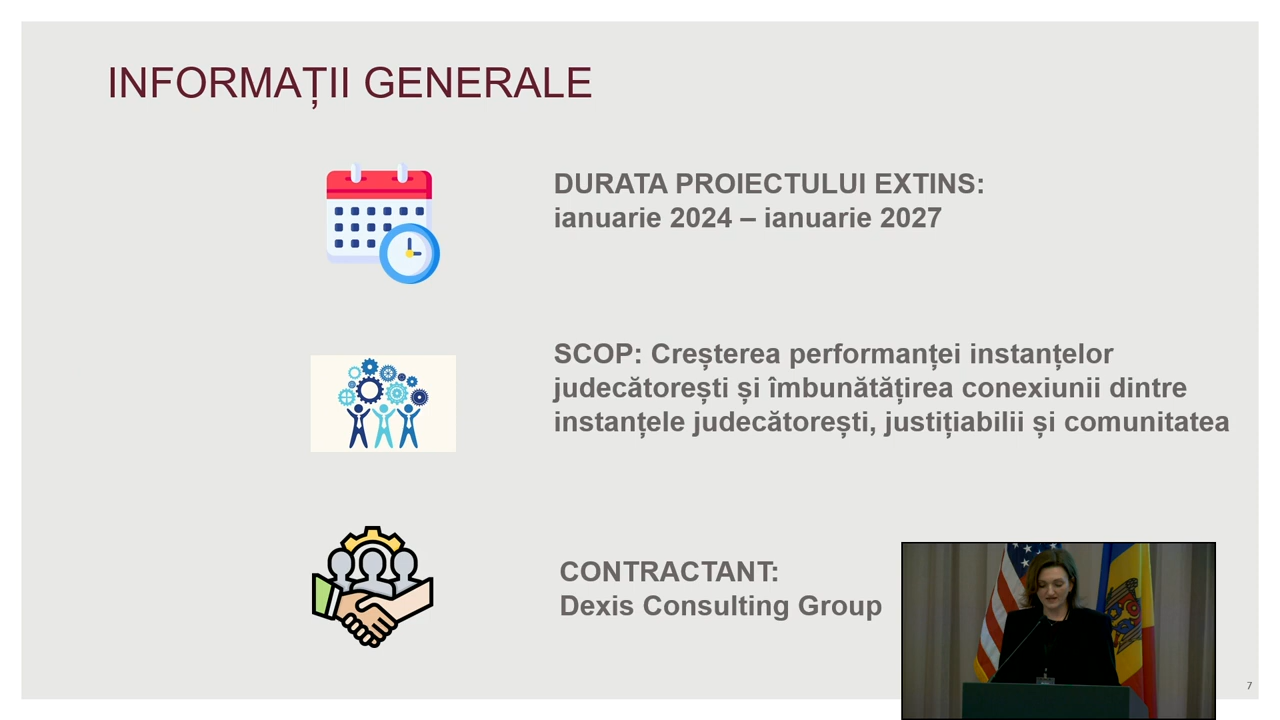 INFORMAȚII GENERALE
DURATA PROIECTULUI EXTINS:
ianuarie 2024 – ianuarie 2027
SCOP: Creșterea performanței instanțelor
judecătorești și îmbunătățirea conexiunii dintre
instanțele judecătorești, justițiabilii și comunitatea
CONTRACTANT:
Dexis Consulting Group
7